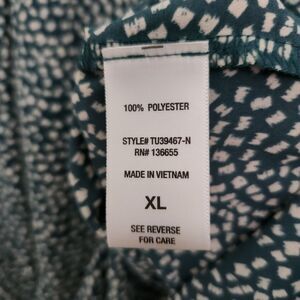 100% POLYESTER
STYLE# TU39467-N
RN# 136655
MADE IN VIETNAM
XL
SEE REVERSE
FOR CARE